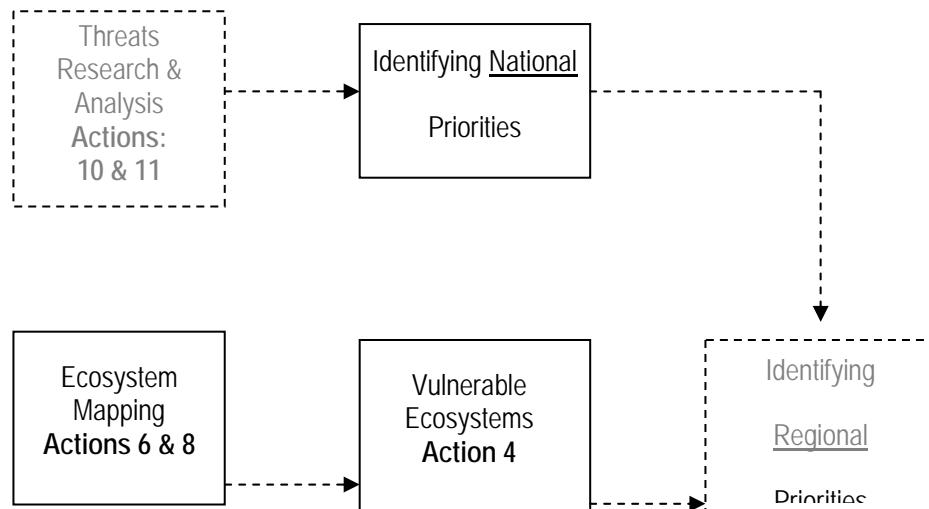 Threats
Research &
Analysis
Actions:
10 & 11
Identifying National
Priorities
Ecosystem
Mapping
Actions 6 & 8
Vulnerable
Ecosystems
Action 4
Identifying
Regional
Priorities